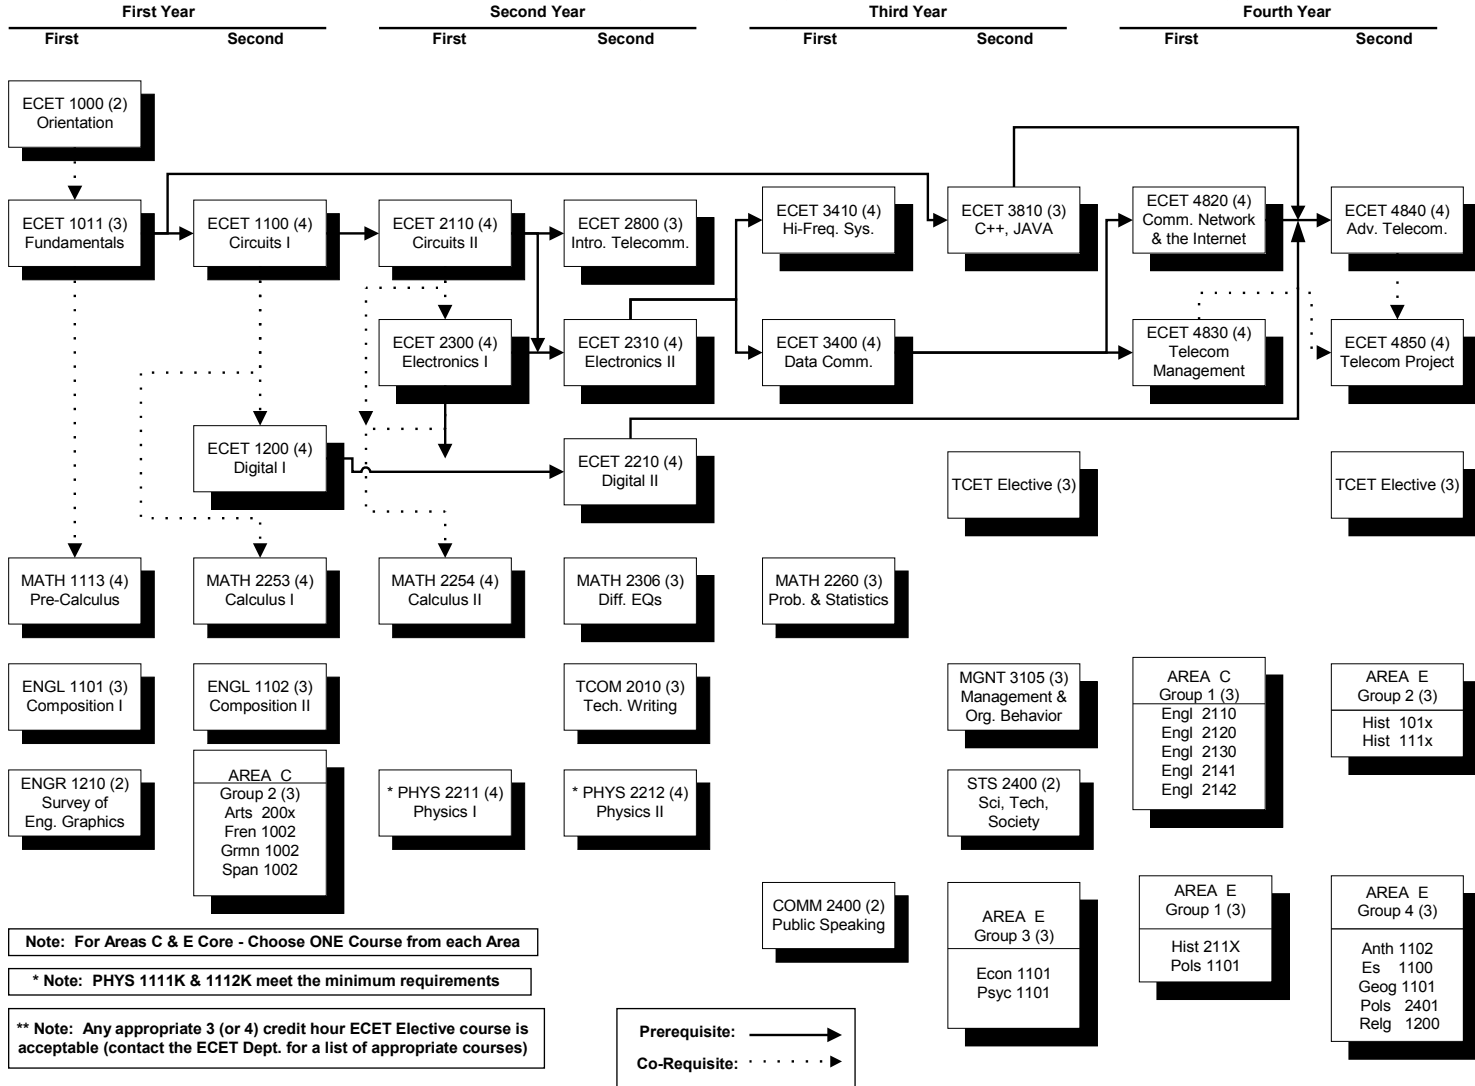 First Year
Second Year
Third Year
Fourth Year
First
Second
First
Second
First
Second
First
Second
ECET 1000 (2)
Orientation
ECET 1011 (3)
Fundamentals
ECET 1100 (4)
Circuits I
ECET 2110 (4)
Circuits II
ECET 2800 (3)
Intro. Telecomm.
ECET 3410 (4)
Hi-Freq. Sys.
ECET 3810 (3)
C++, JAVA
ECET 4820 (4)
Comm. Network
& the Internet
ECET 4840 (4)
Adv. Telecom.
ECET 2300 (4)
Electronics I
ECET 2310 (4)
Electronics II
ECET 3400 (4)
Data Comm.
ECET 4830 (4)
Telecom
Management
ECET 4850 (4)
Telecom Project
ECET 1200 (4)
Digital I
ECET 2210 (4)
Digital II
TCET Elective (3)
TCET Elective (3)
MATH 1113 (4)
Pre-Calculus
MATH 2253 (4)
Calculus I
MATH 2254 (4)
Calculus II
MATH 2306 (3)
Diff. EQs
MATH 2260 (3)
Prob. & Statistics
ENGL 1101 (3)
Composition I
ENGL 1102 (3)
Composition II
TCOM 2010 (3)
Tech. Writing
MGNT 3105 (3)
Management &
Org. Behavior
AREA C
Group 1 (3)
Engl 2110
Engl 2120
Engl 2130
Engl 2141
Engl 2142
AREA E
Group 2 (3)
Hist 101x
Hist 111x
ENGR 1210 (2)
Survey of
Eng. Graphics
AREA C
Group 2 (3)
Arts 200x
Fren 1002
Grmn 1002
Span 1002
* PHYS 2211 (4)
Physics I
* PHYS 2212 (4)
Physics II
STS 2400 (2)
Sci, Tech,
Society
COMM 2400 (2)
Public Speaking
AREA E
Group 3 (3)
Econ 1101
Psyc 1101
AREA E
Group 1 (3)
Hist 211X
Pols 1101
AREA E
Group 4 (3)
Anth 1102
Es 1100
Geog 1101
Pols 2401
Relg 1200
Note: For Areas C & E Core - Choose ONE Course from each Area
* Note: PHYS 1111K & 1112K meet the minimum requirements
** Note: Any appropriate 3 (or 4) credit hour ECET Elective course is
acceptable (contact the ECET Dept. for a list of appropriate courses)
Prerequisite:
Co-Requisite: